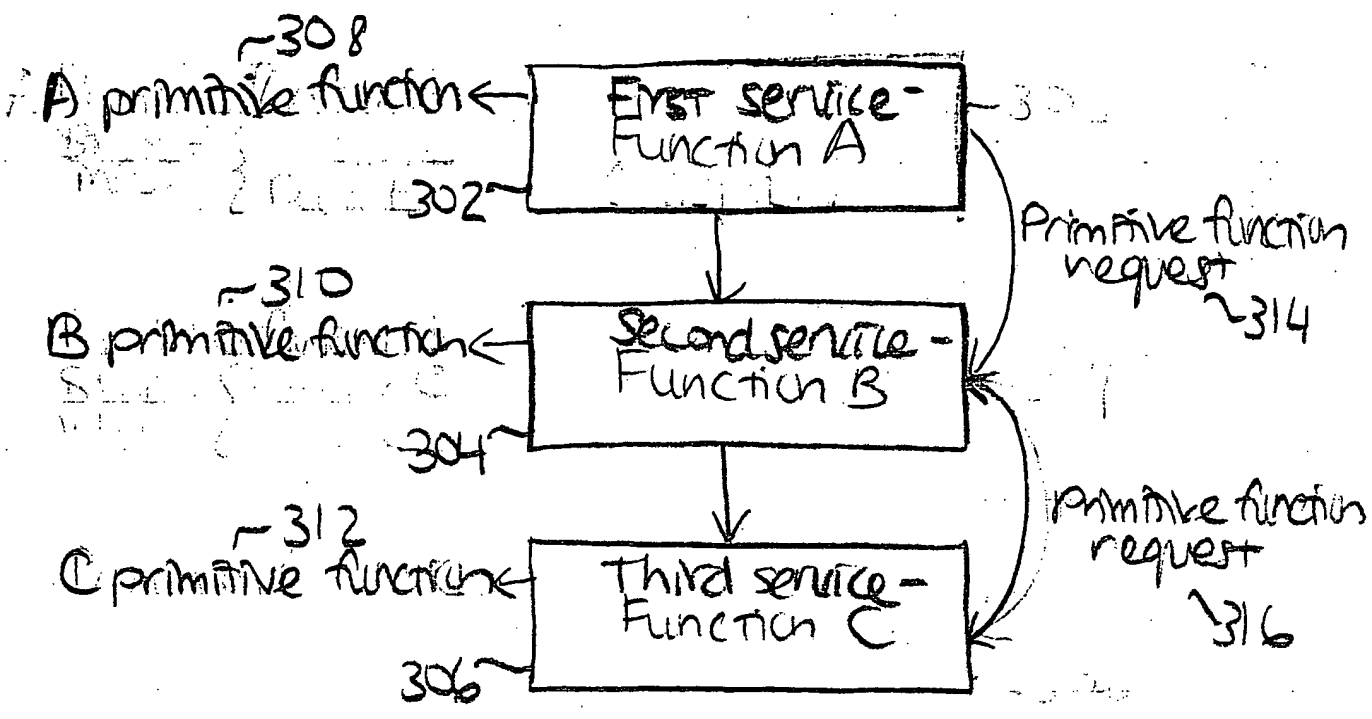 ~308
A primitive function
First service-
Function A
302
Primitive function
request
~314
~310
B primitive function
Second service-
Function B
304
~312
C primitive function
Third service-
Function C
306
primitive function
request
~316